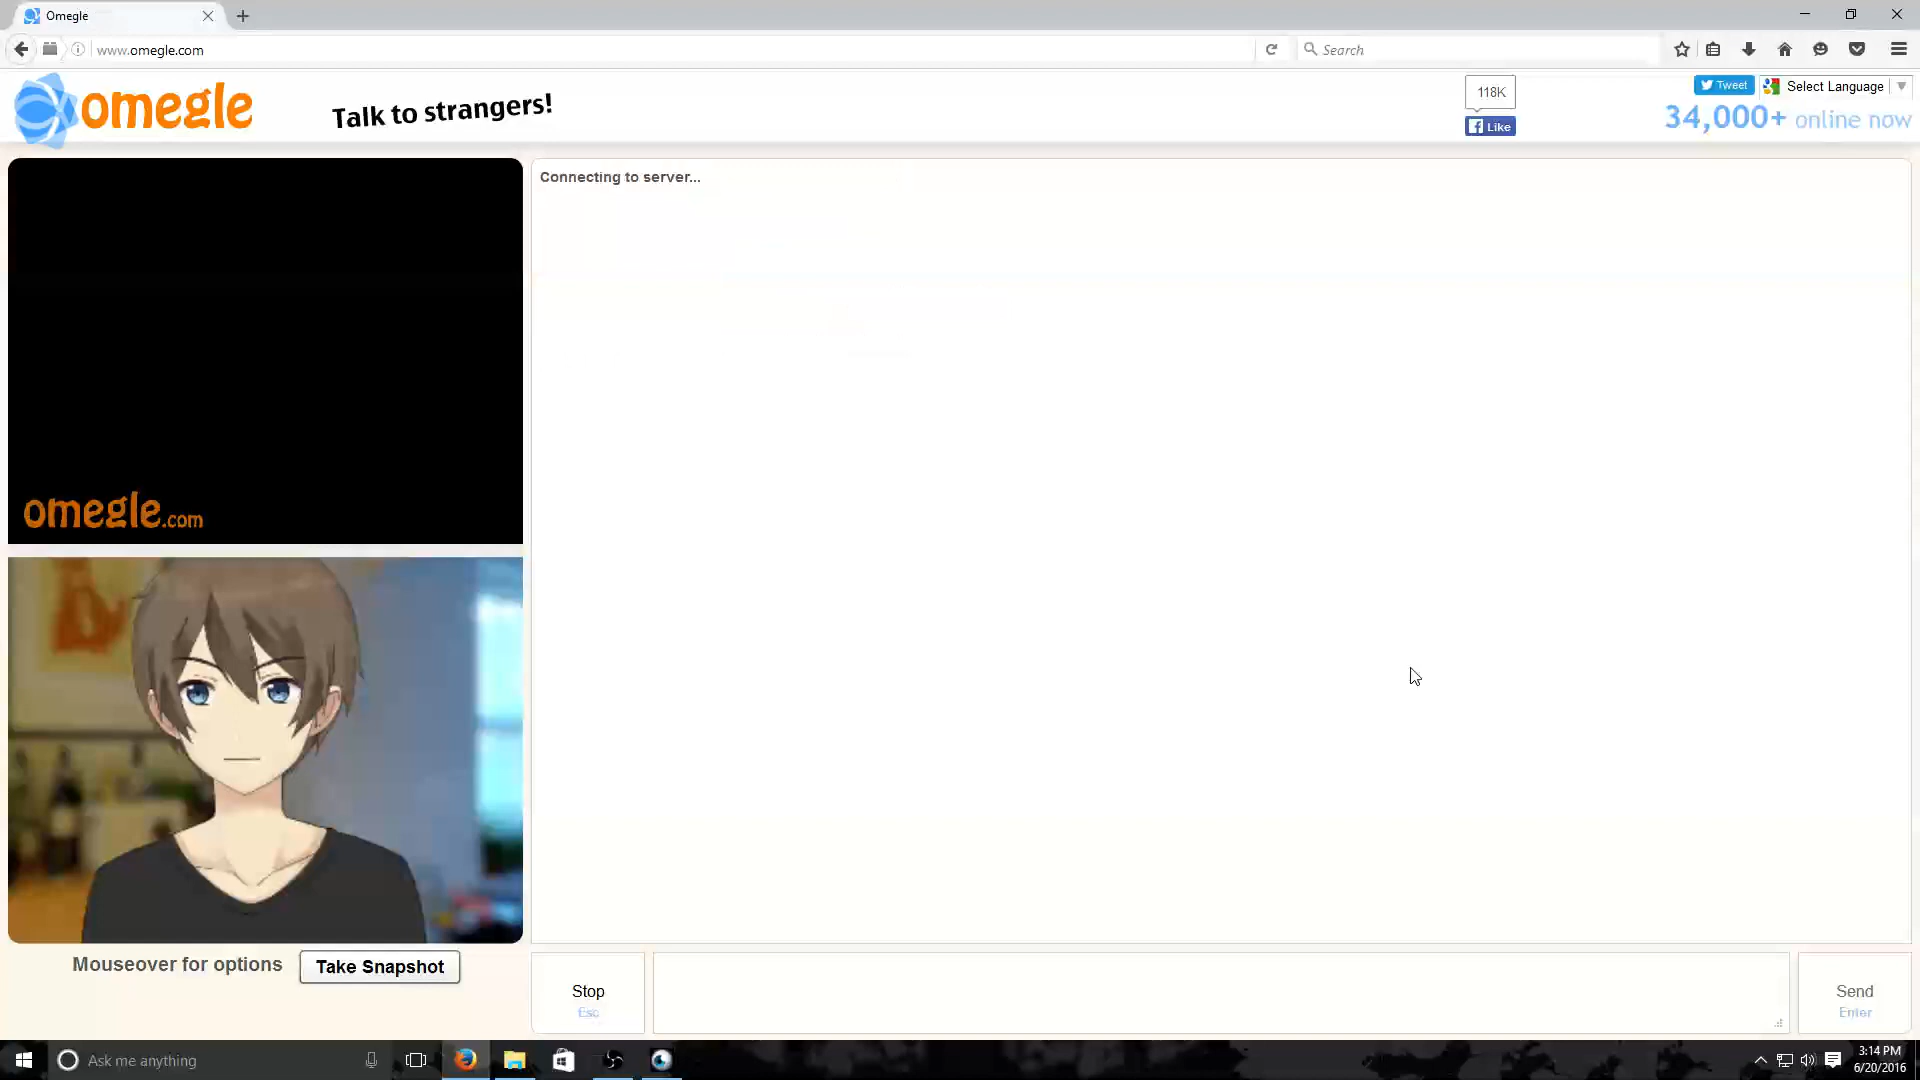 Omegle
www.omegle.com
Search
omegle
Talk to strangers!
118K
Like
Tweet
Select Language
34,000+ online now
Connecting to server...
omegle.com
Mouseover for options
Take Snapshot
Stop
Esc
Send
Enter
Ask me anything
3:14 PM
6/20/2016